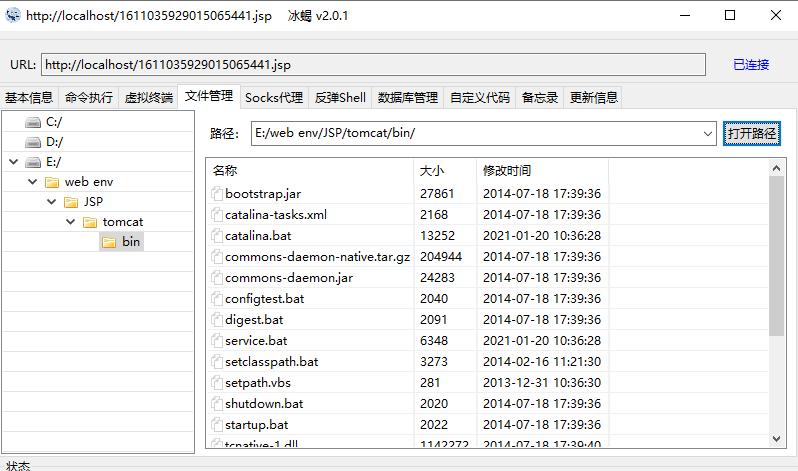 http://localhost/1611035929015065441.jsp 冰蝎 v2.0.1
URL: http://localhost/1611035929015065441.jsp 已连接
基本信息 命令执行 虚拟终端 文件管理 Socks代理 反弹Shell 数据库管理 自定义代码 备忘录 更新信息
C:/
D:/
E:/
web env
JSP
tomcat
bin
路径: E:/web env/JSP/tomcat/bin/ 打开路径
名称 大小 修改时间
bootstrap.jar 27861 2014-07-18 17:39:36
catalina-tasks.xml 2168 2014-07-18 17:39:36
catalina.bat 13252 2021-01-20 10:36:28
commons-daemon-native.tar.gz 204944 2014-07-18 17:39:36
commons-daemon.jar 24283 2014-07-18 17:39:36
configtest.bat 2040 2014-07-18 17:39:36
digest.bat 2091 2014-07-18 17:39:36
service.bat 6348 2021-01-20 10:36:28
setclasspath.bat 3273 2014-02-16 11:21:30
setpath.vbs 281 2013-12-31 10:36:30
shutdown.bat 2020 2014-07-18 17:39:36
startup.bat 2022 2014-07-18 17:39:36
tcnative-1.dll 1142272 2014-07-18 17:39:40
状态